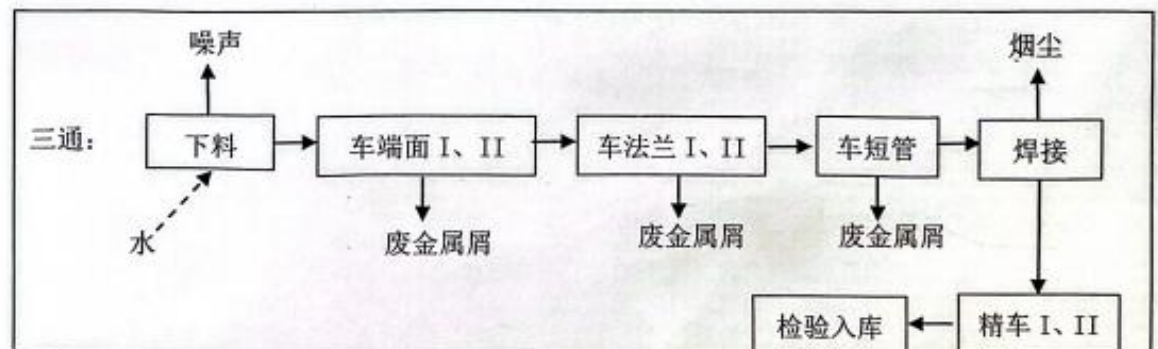 噪声
烟尘
三通：
下料
车端面 I、II
车法兰 I、II
车短管
焊接
水
废金属屑
废金属屑
废金属屑
检验入库
精车 I、II